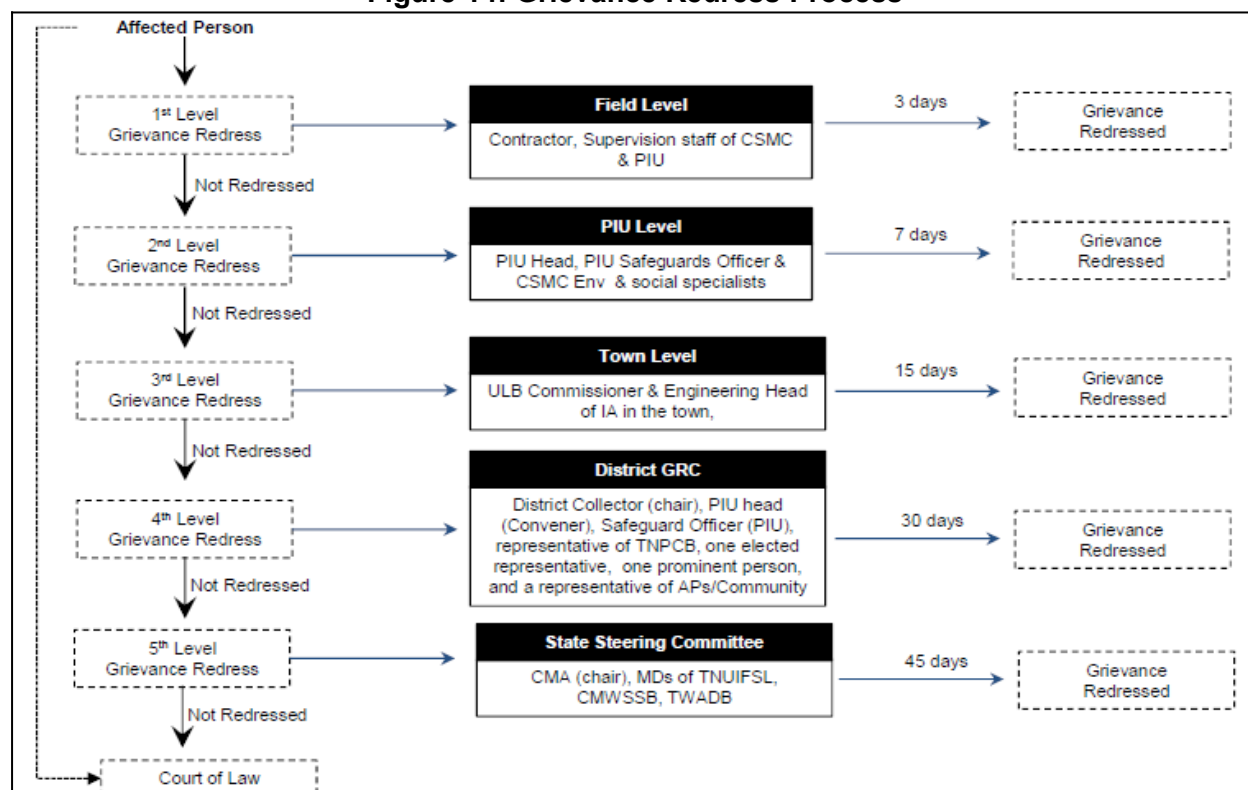 Affected Person
1st Level
Grievance Redress
Field Level
Contractor, Supervision staff of CSMC
& PIU
3 days
Grievance
Redressed
Not Redressed
2nd Level
Grievance Redress
PIU Level
PIU Head, PIU Safeguards Officer &
CSMC Env & social specialists
7 days
Grievance
Redressed
Not Redressed
3rd Level
Grievance Redress
Town Level
ULB Commissioner & Engineering Head
of IA in the town,
15 days
Grievance
Redressed
Not Redressed
4th Level
Grievance Redress
District GRC
District Collector (chair), PIU head
(Convener), Safeguard Officer (PIU),
representative of TNPCB, one elected
representative, one prominent person,
and a representative of APs/Community
30 days
Grievance
Redressed
Not Redressed
5th Level
Grievance Redress
State Steering Committee
CMA (chair), MDs of TNUIFSL,
CMWSSB, TWADB
45 days
Grievance
Redressed
Not Redressed
Court of Law